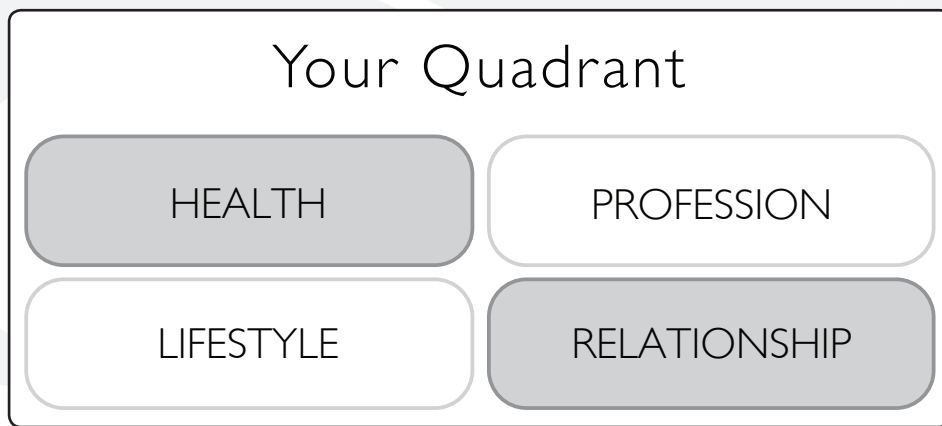 Your Quadrant
HEALTH
PROFESSION
LIFESTYLE
RELATIONSHIP